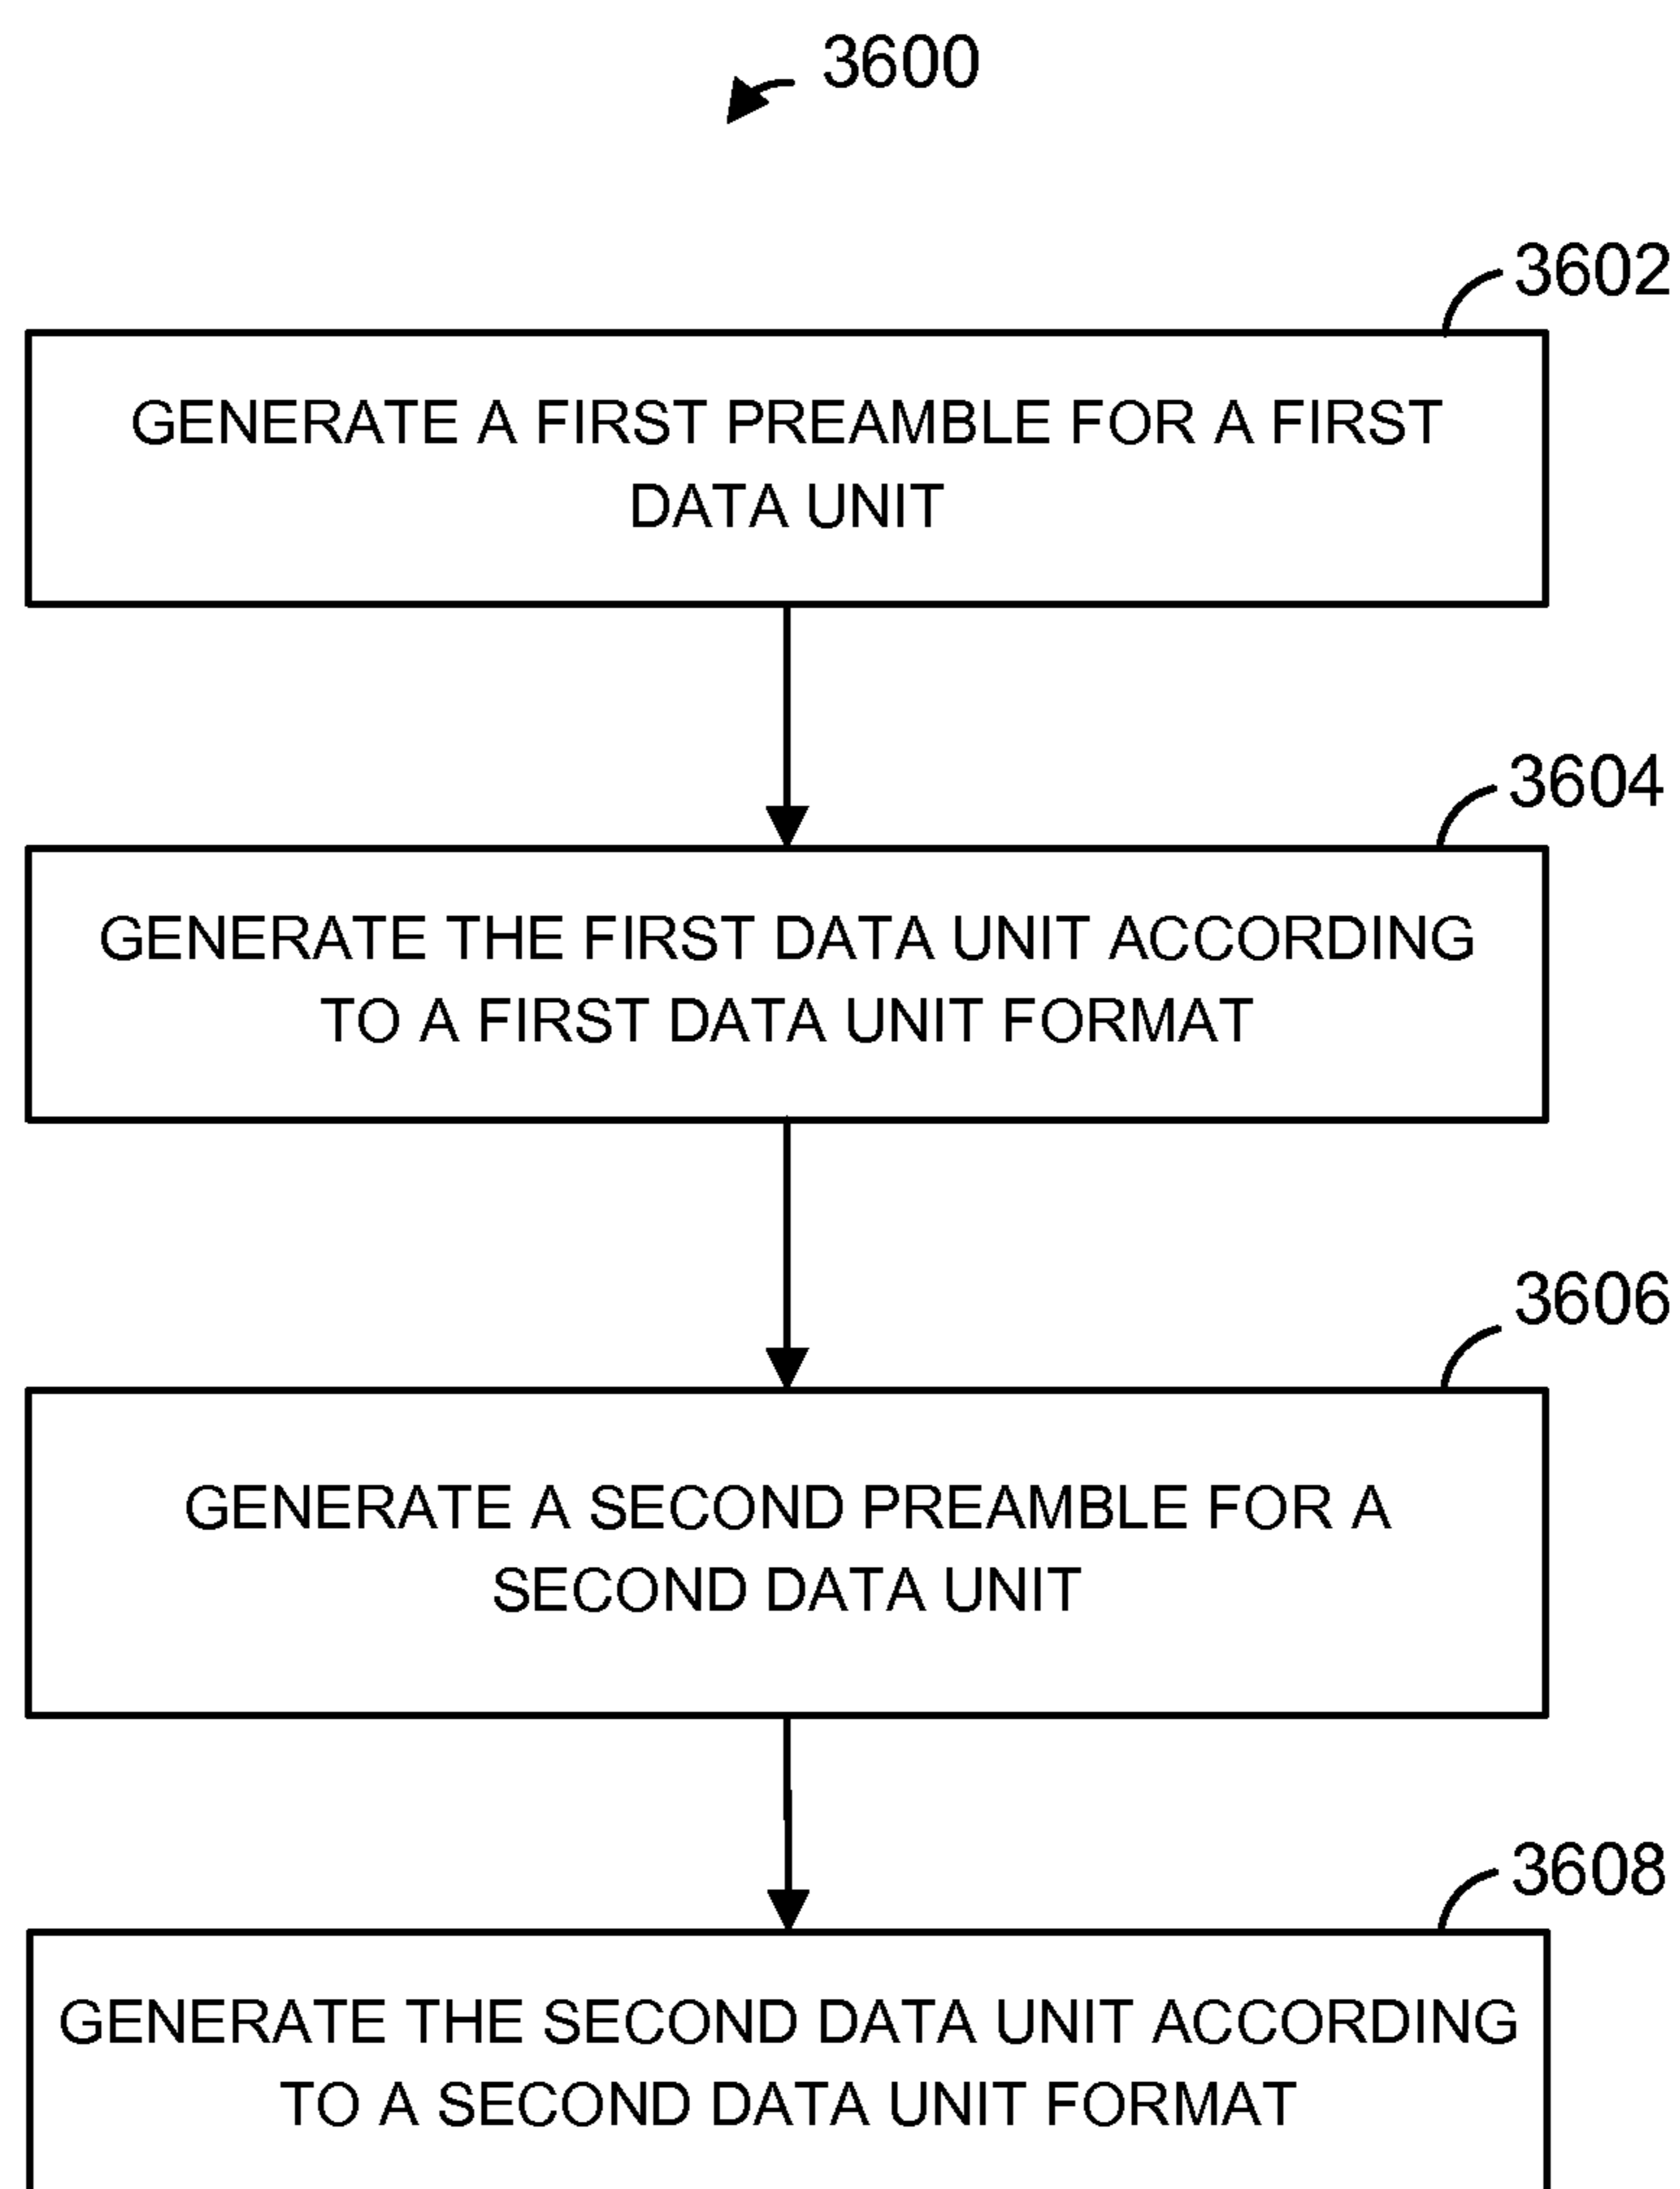 3600
3602
GENERATE A FIRST PREAMBLE FOR A FIRST
DATA UNIT
3604
GENERATE THE FIRST DATA UNIT ACCORDING
TO A FIRST DATA UNIT FORMAT
3606
GENERATE A SECOND PREAMBLE FOR A
SECOND DATA UNIT
3608
GENERATE THE SECOND DATA UNIT ACCORDING
TO A SECOND DATA UNIT FORMAT